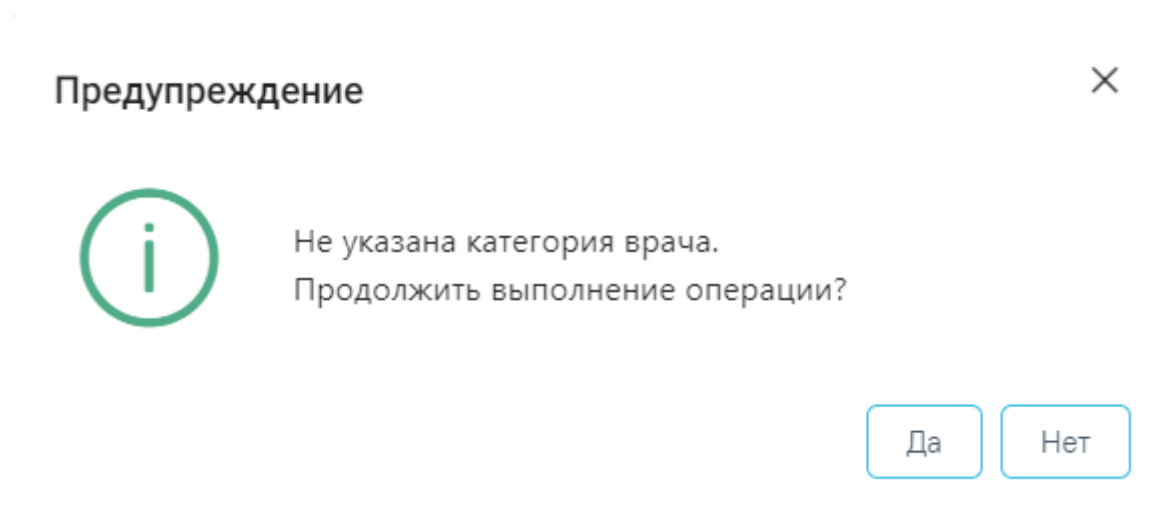 Предупреждение
Не указана категория врача.
Продолжить выполнение операции?
Да
Нет